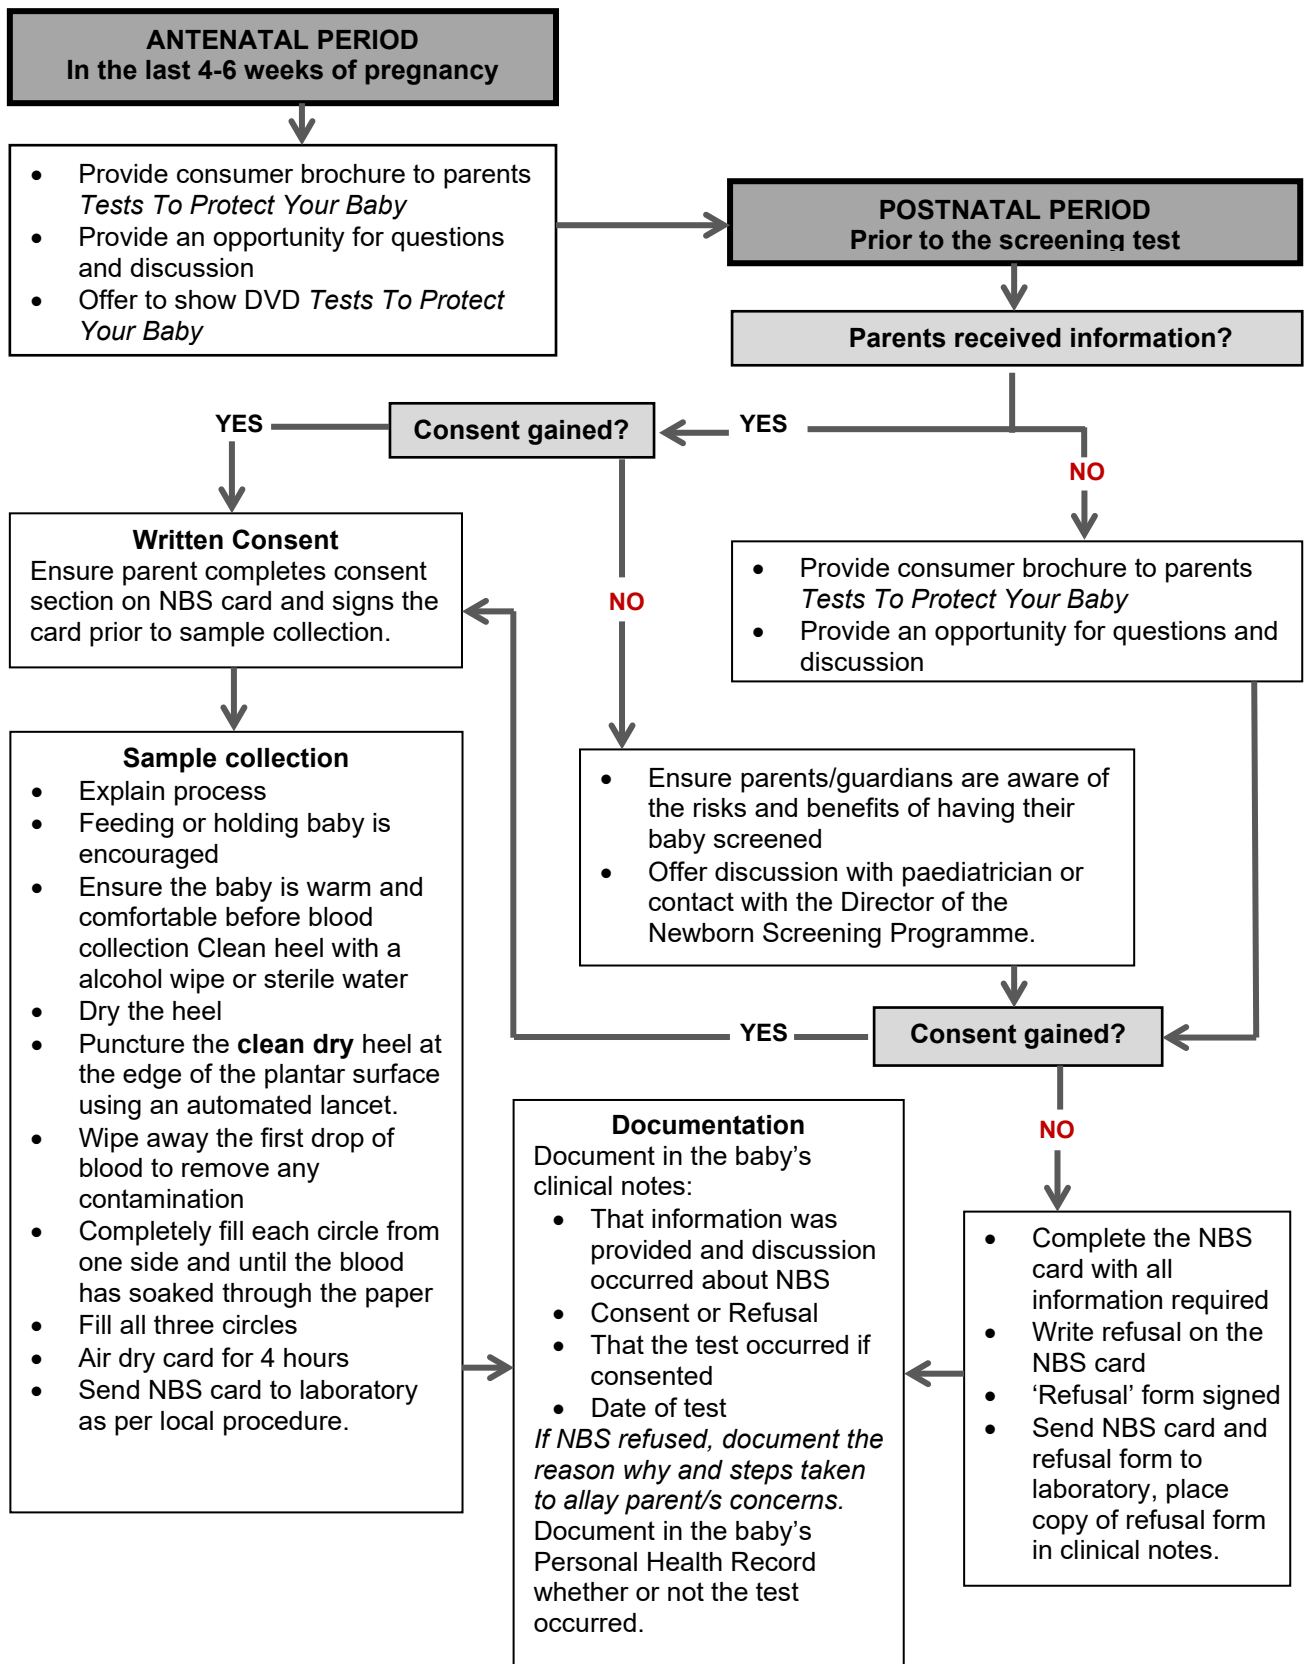 ANTENATAL PERIOD
In the last 4-6 weeks of pregnancy
• Provide consumer brochure to parents
Tests To Protect Your Baby
• Provide an opportunity for questions
and discussion
• Offer to show DVD Tests To Protect
Your Baby
POSTNATAL PERIOD
Prior to the screening test
Parents received information?
YES
Consent gained?
YES
NO
• Provide consumer brochure to parents
Tests To Protect Your Baby
• Provide an opportunity for questions and
discussion
Written Consent
Ensure parent completes consent
section on NBS card and signs the
card prior to sample collection.
NO
• Ensure parents/guardians are aware of
the risks and benefits of having their
baby screened
• Offer discussion with paediatrician or
contact with the Director of the
Newborn Screening Programme.
Sample collection
• Explain process
• Feeding or holding baby is
encouraged
• Ensure the baby is warm and
comfortable before blood
collection Clean heel with a
alcohol wipe or sterile water
• Dry the heel
• Puncture the clean dry heel at
the edge of the plantar surface
using an automated lancet.
• Wipe away the first drop of
blood to remove any
contamination
• Completely fill each circle from
one side and until the blood
has soaked through the paper
• Fill all three circles
• Air dry card for 4 hours
• Send NBS card to laboratory
as per local procedure.
YES
Consent gained?
NO
Documentation
Document in the baby's
clinical notes:
• That information was
provided and discussion
occurred about NBS
• Consent or Refusal
• That the test occurred if
consented
• Date of test
If NBS refused, document the
reason why and steps taken
to allay parent/s concerns.
Document in the baby's
Personal Health Record
whether or not the test
occurred.
• Complete the NBS
card with all
information required
• Write refusal on the
NBS card
• ‘Refusal’ form signed
• Send NBS card and
refusal form to
laboratory, place
copy of refusal form
in clinical notes.